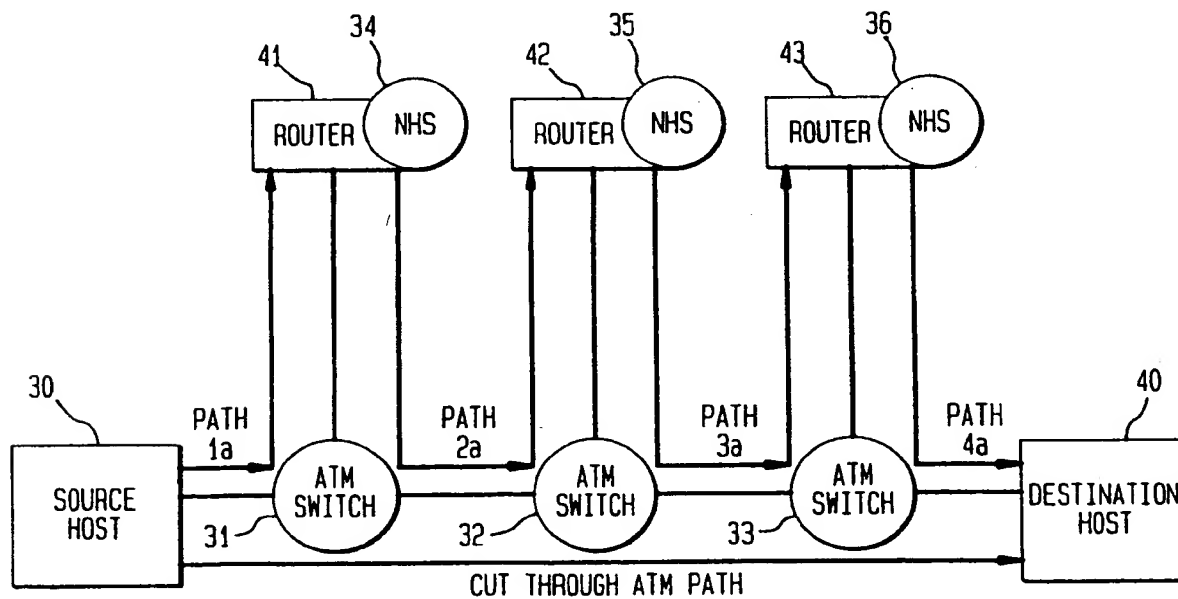 34
35
36
41
42
43
ROUTER
NHS
ROUTER
NHS
ROUTER
NHS
30
40
PATH
1a
PATH
2a
PATH
3a
PATH
4a
SOURCE
HOST
ATM
SWITCH
ATM
SWITCH
ATM
SWITCH
DESTINATION
HOST
31
32
33
CUT THROUGH ATM PATH